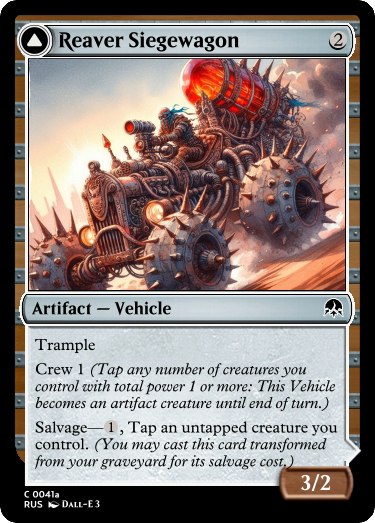 Reaver Siegewagon 2
Artifact — Vehicle
Trample
Crew 1 (Tap any number of creatures you
control with total power 1 or more: This Vehicle
becomes an artifact creature until end of turn.)
Salvage—1, Tap an untapped creature you
control. (You may cast this card transformed
from your graveyard for its salvage cost.)
3/2
C 0041a
RUS DALL-E 3